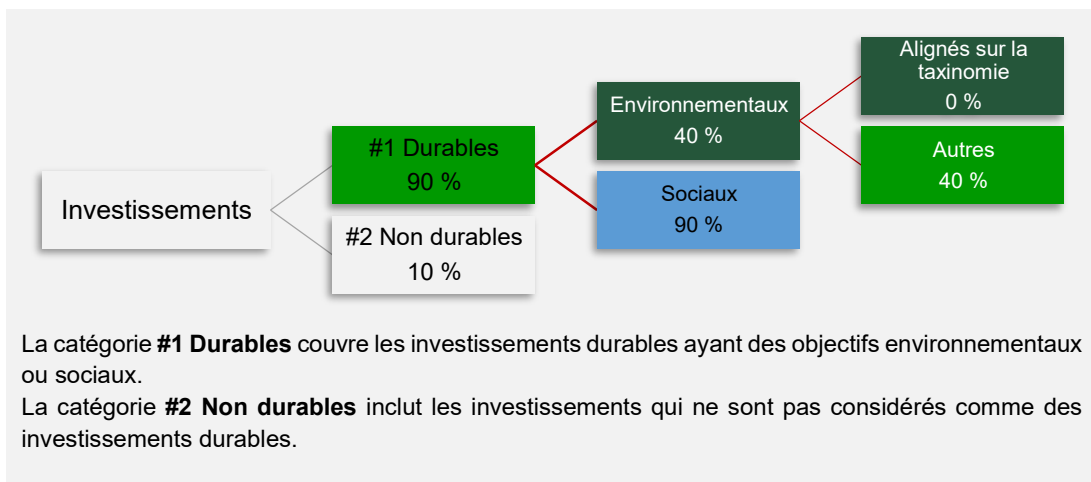 Investissements
#1 Durables
90 %
#2 Non durables
10 %
Environnementaux
40 %
Sociaux
90 %
Alignés sur la
taxinomie
0 %
Autres
40 %
La catégorie #1 Durables couvre les investissements durables ayant des objectifs environnementaux
ou sociaux.
La catégorie #2 Non durables inclut les investissements qui ne sont pas considérés comme des
investissements durables.